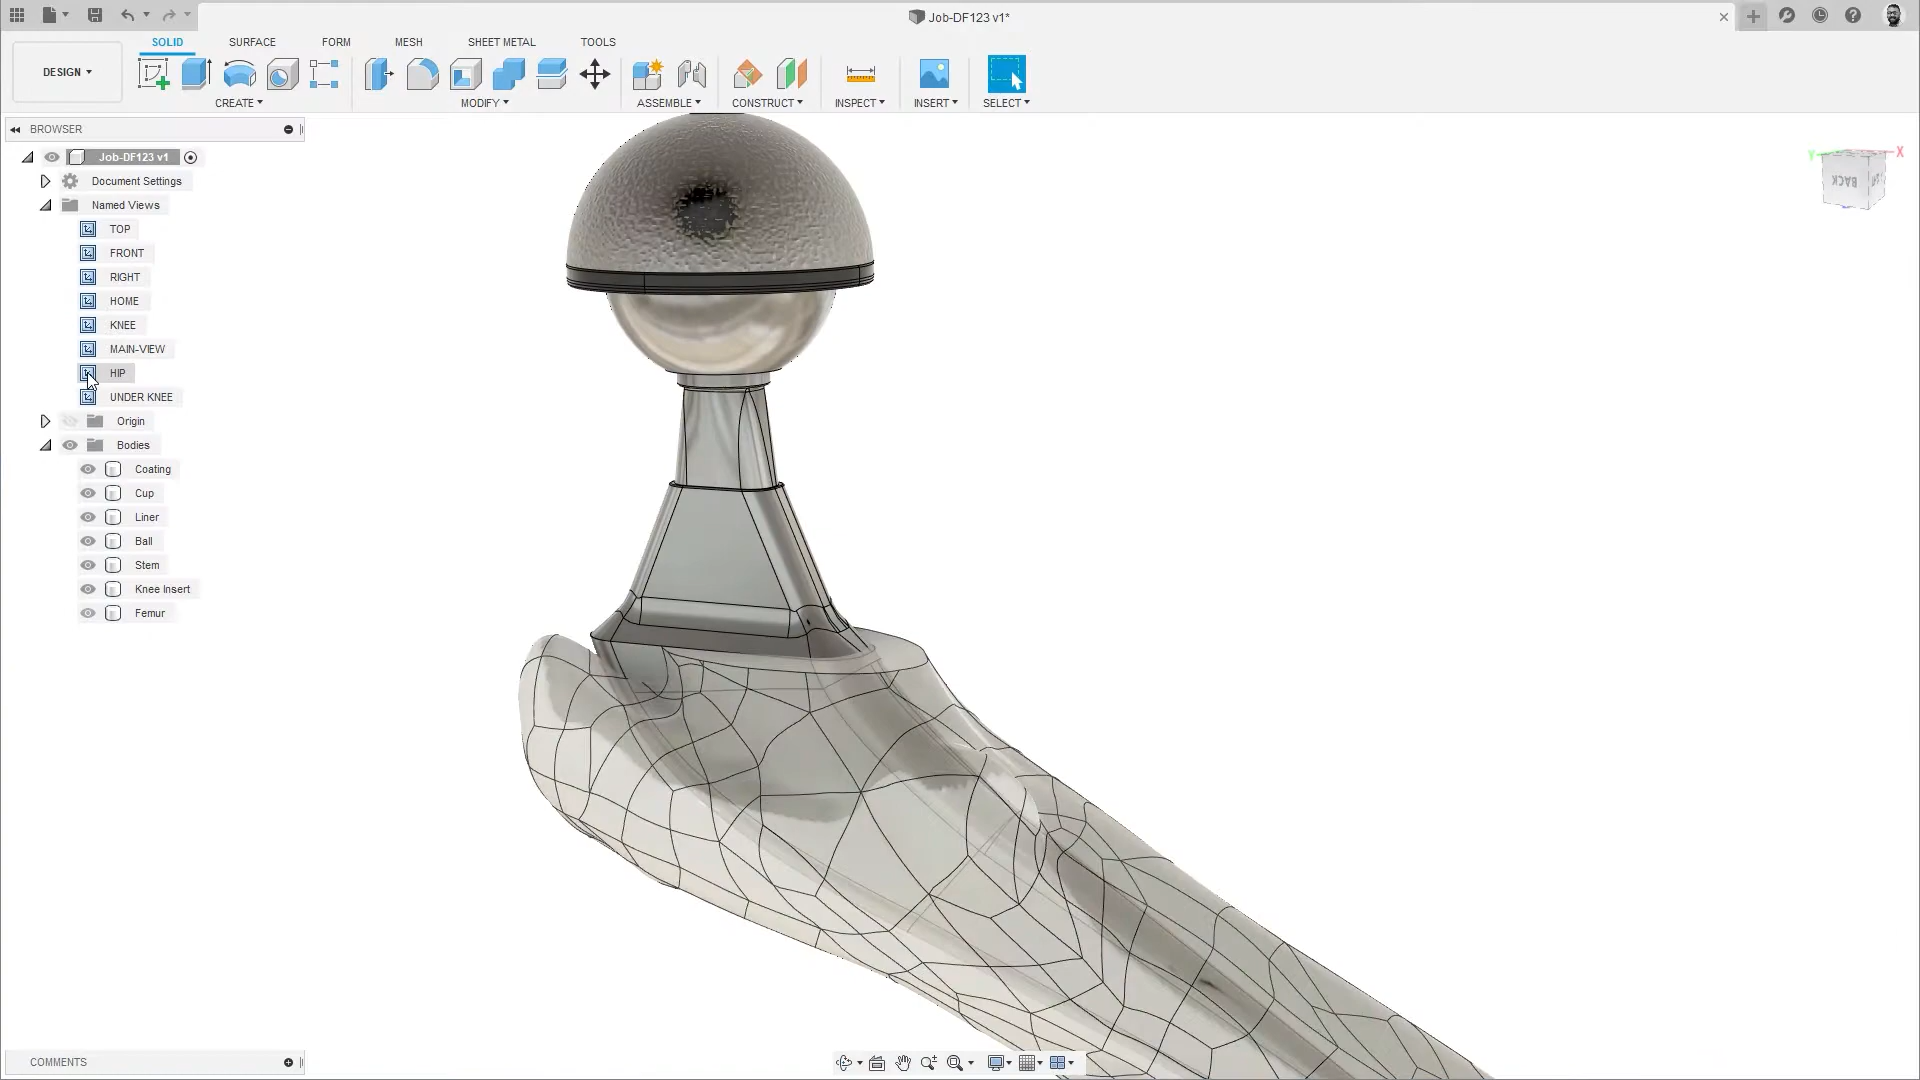 Job-DF123 v1*
SOLID
SURFACE
FORM
MESH
SHEET METAL
TOOLS
DESIGN
CREATE
MODIFY
ASSEMBLE
CONSTRUCT
INSPECT
INSERT
SELECT
BROWSER
Job-DF123 v1
Document Settings
Named Views
TOP
FRONT
RIGHT
HOME
KNEE
MAIN-VIEW
HIP
UNDER KNEE
Origin
Bodies
Coating
Cup
Liner
Ball
Stem
Knee Insert
Femur
Y
X
BACK
COMMENTS